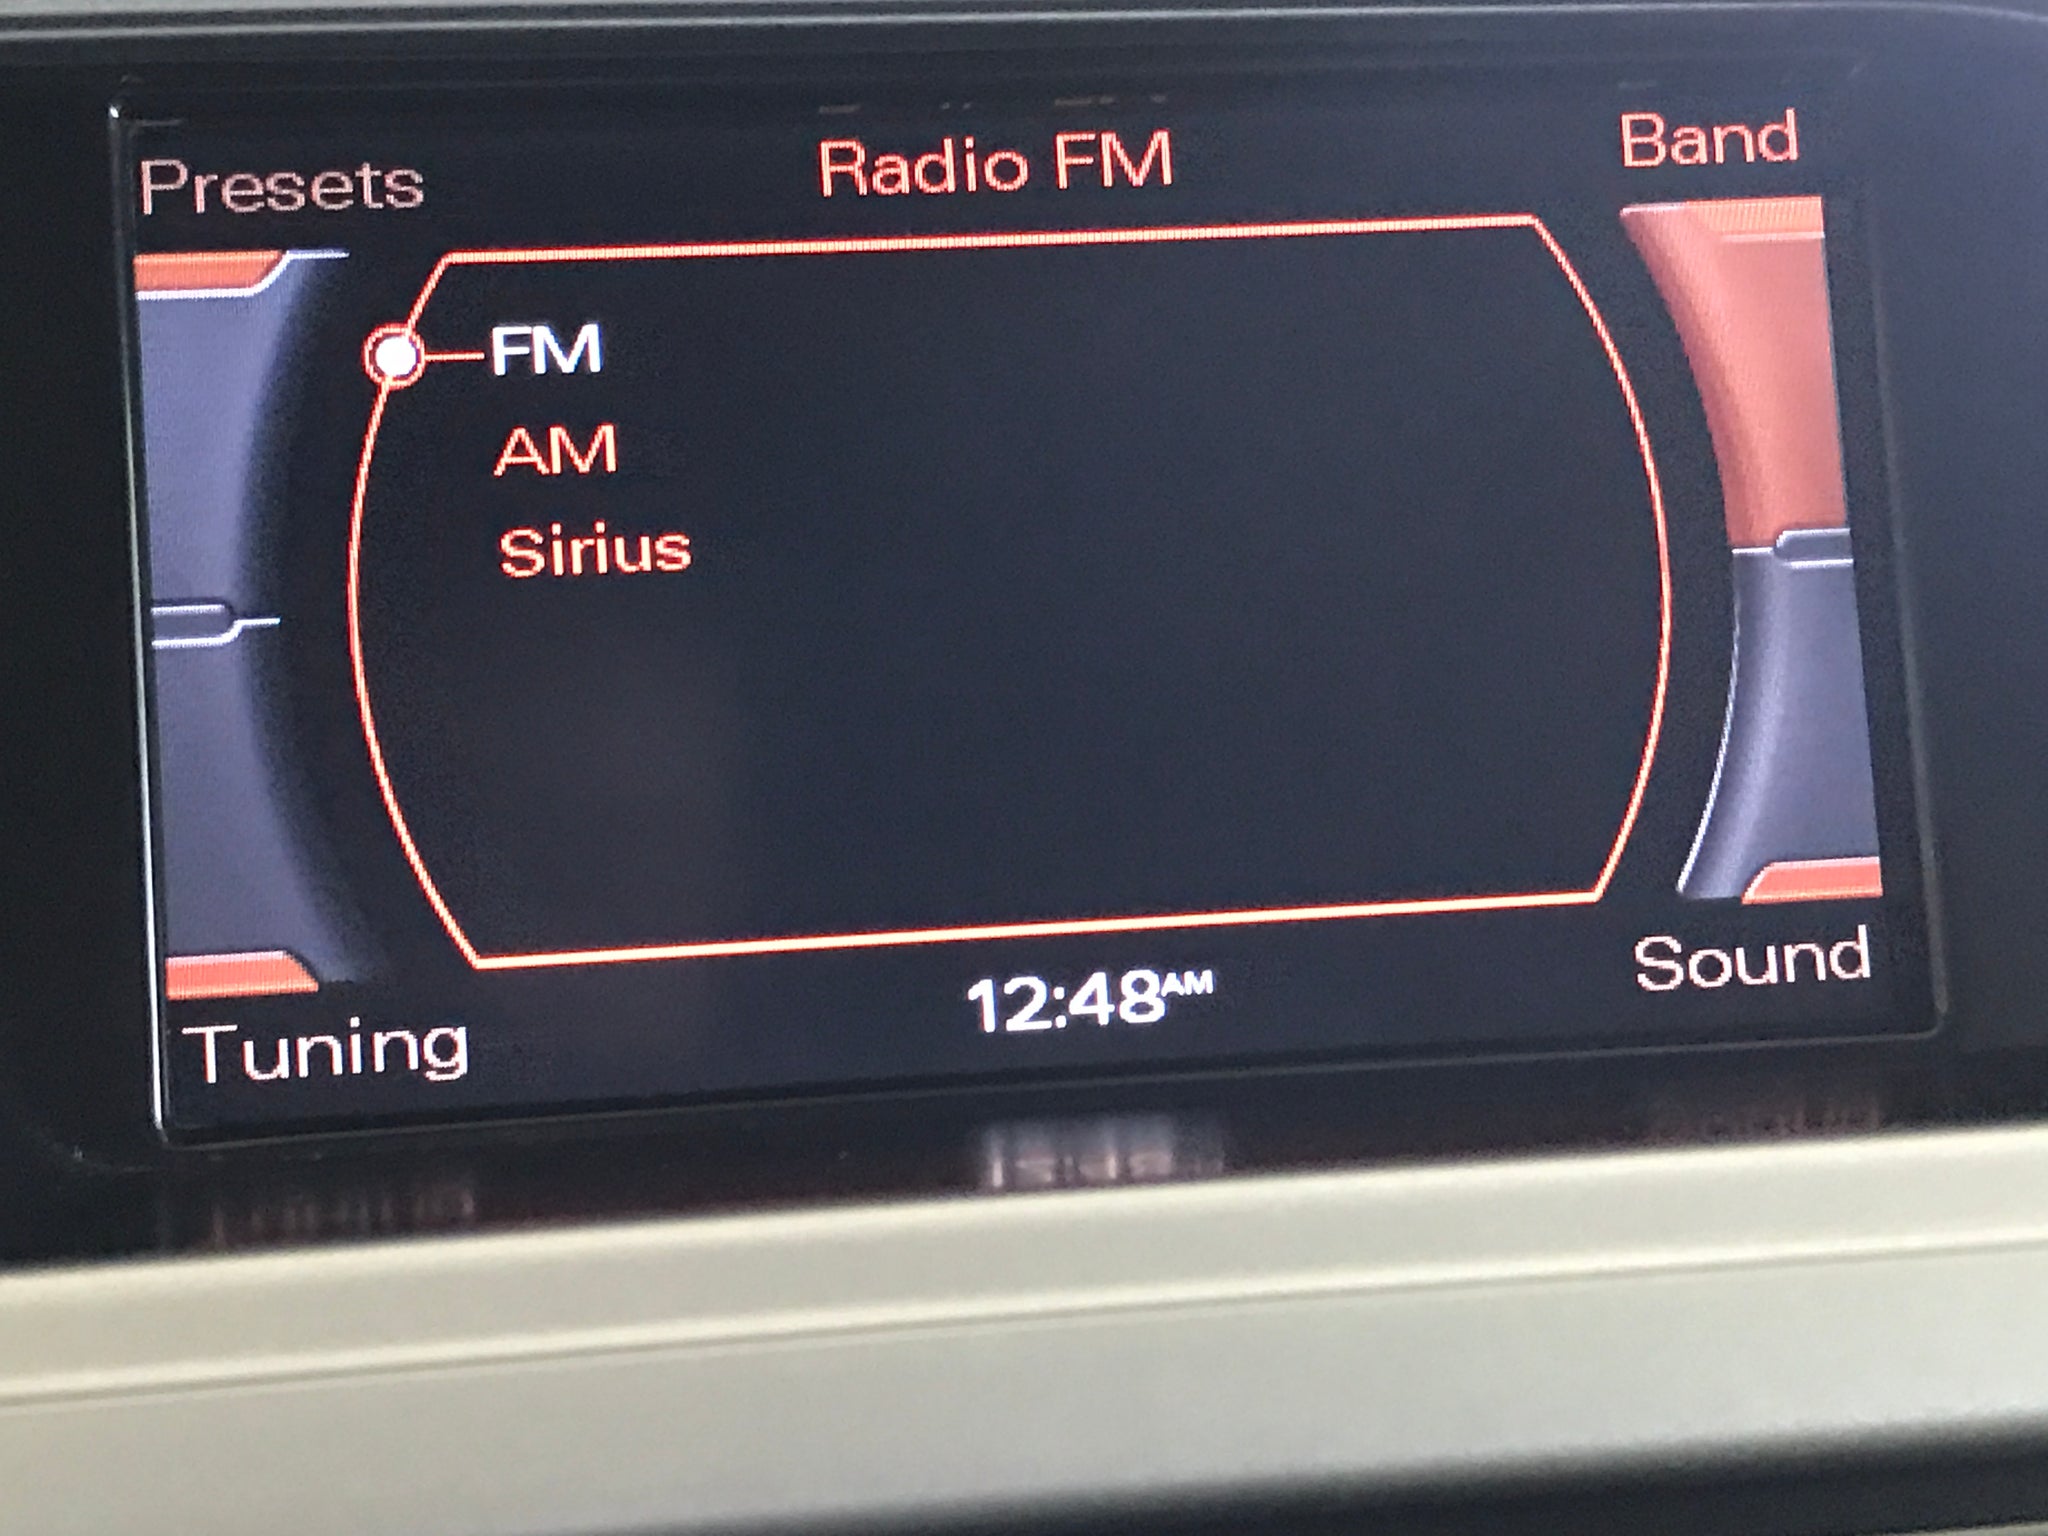 Presets
Radio FM
Band
FM
AM
Sirius
12:48AM
Sound
Tuning